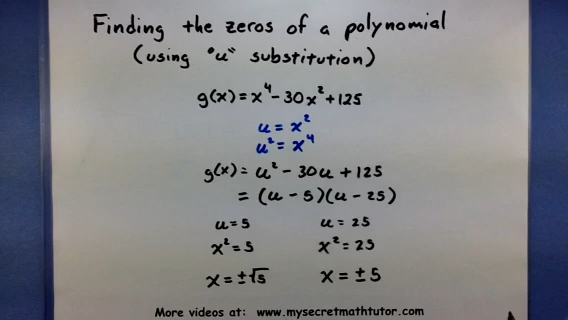 Finding the zeros of a polynomial
(using "u" substitution)
g(x) = x⁴ - 30x² + 125
u = x²
u² = x⁴
g(x) = u² - 30u + 125
= (u - 5)(u - 25)
u = 5 u = 25
x² = 5 x² = 25
x = ±√5 x = ± 5
More videos at: www.mysecretmathtutor.com